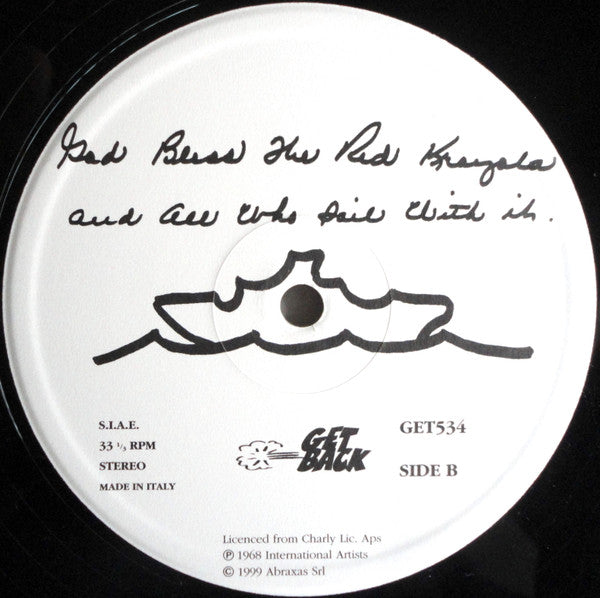 God Bless The Red Krayola
and All Who Sail With it.
S.I.A.E.
33 ⅓ RPM
STEREO
MADE IN ITALY
GET
BACK
GET534
SIDE B
Licenced from Charly Lic. Aps
℗ 1968 International Artists
© 1999 Abraxas Srl